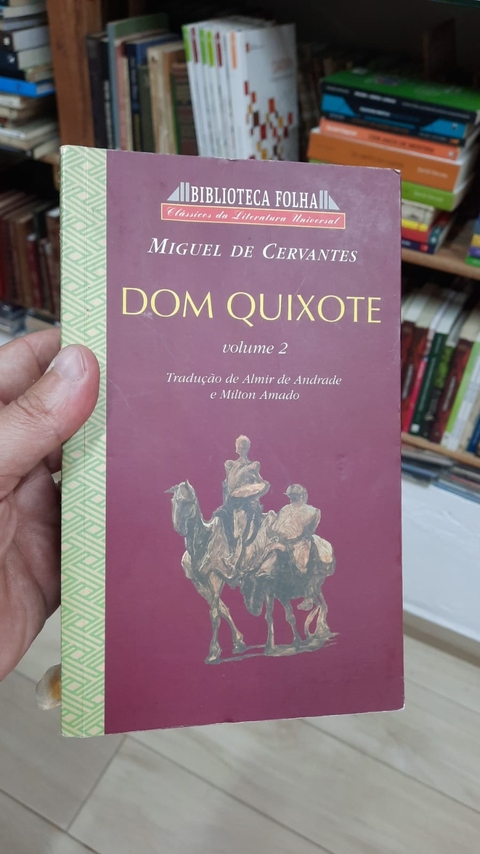 BIBLIOTECA FOLHA
Clássicos da Literatura Universal
MIGUEL DE CERVANTES
DOM QUIXOTE
volume 2
Tradução de Almir de Andrade
e Milton Amado